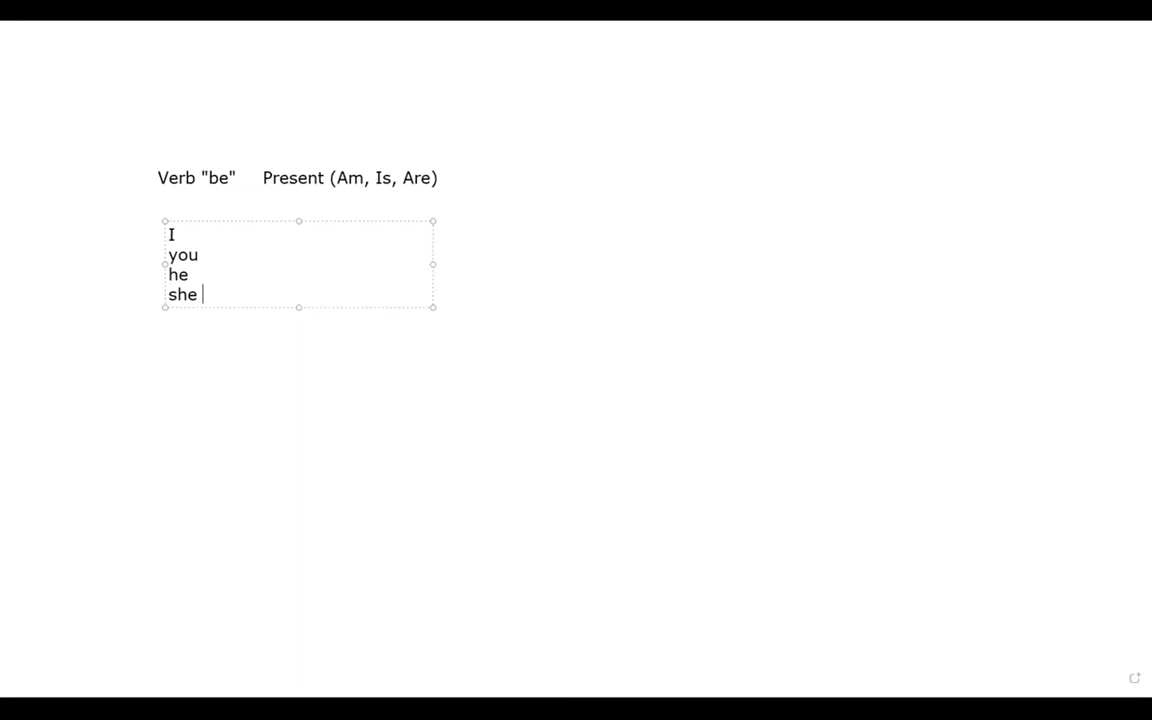 Verb "be"   Present (Am, Is, Are)
I
you
he
she